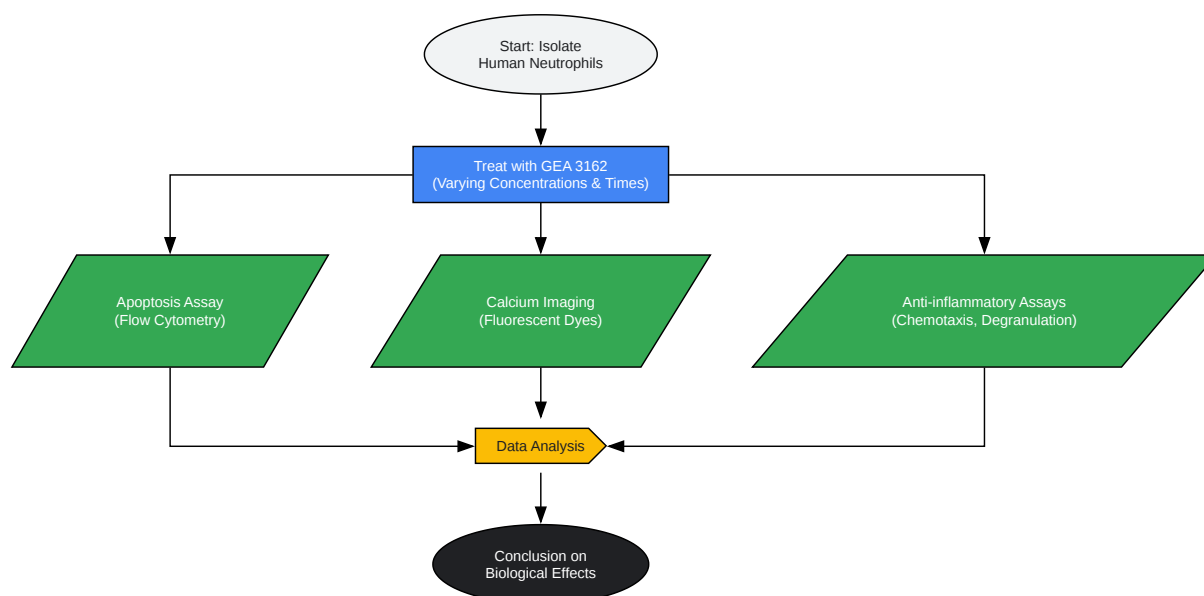 Start: Isolate
Human Neutrophils
Treat with GEA 3162
(Varying Concentrations & Times)
Apoptosis Assay
(Flow Cytometry)
Calcium Imaging
(Fluorescent Dyes)
Anti-inflammatory Assays
(Chemotaxis, Degranulation)
Data Analysis
Conclusion on
Biological Effects